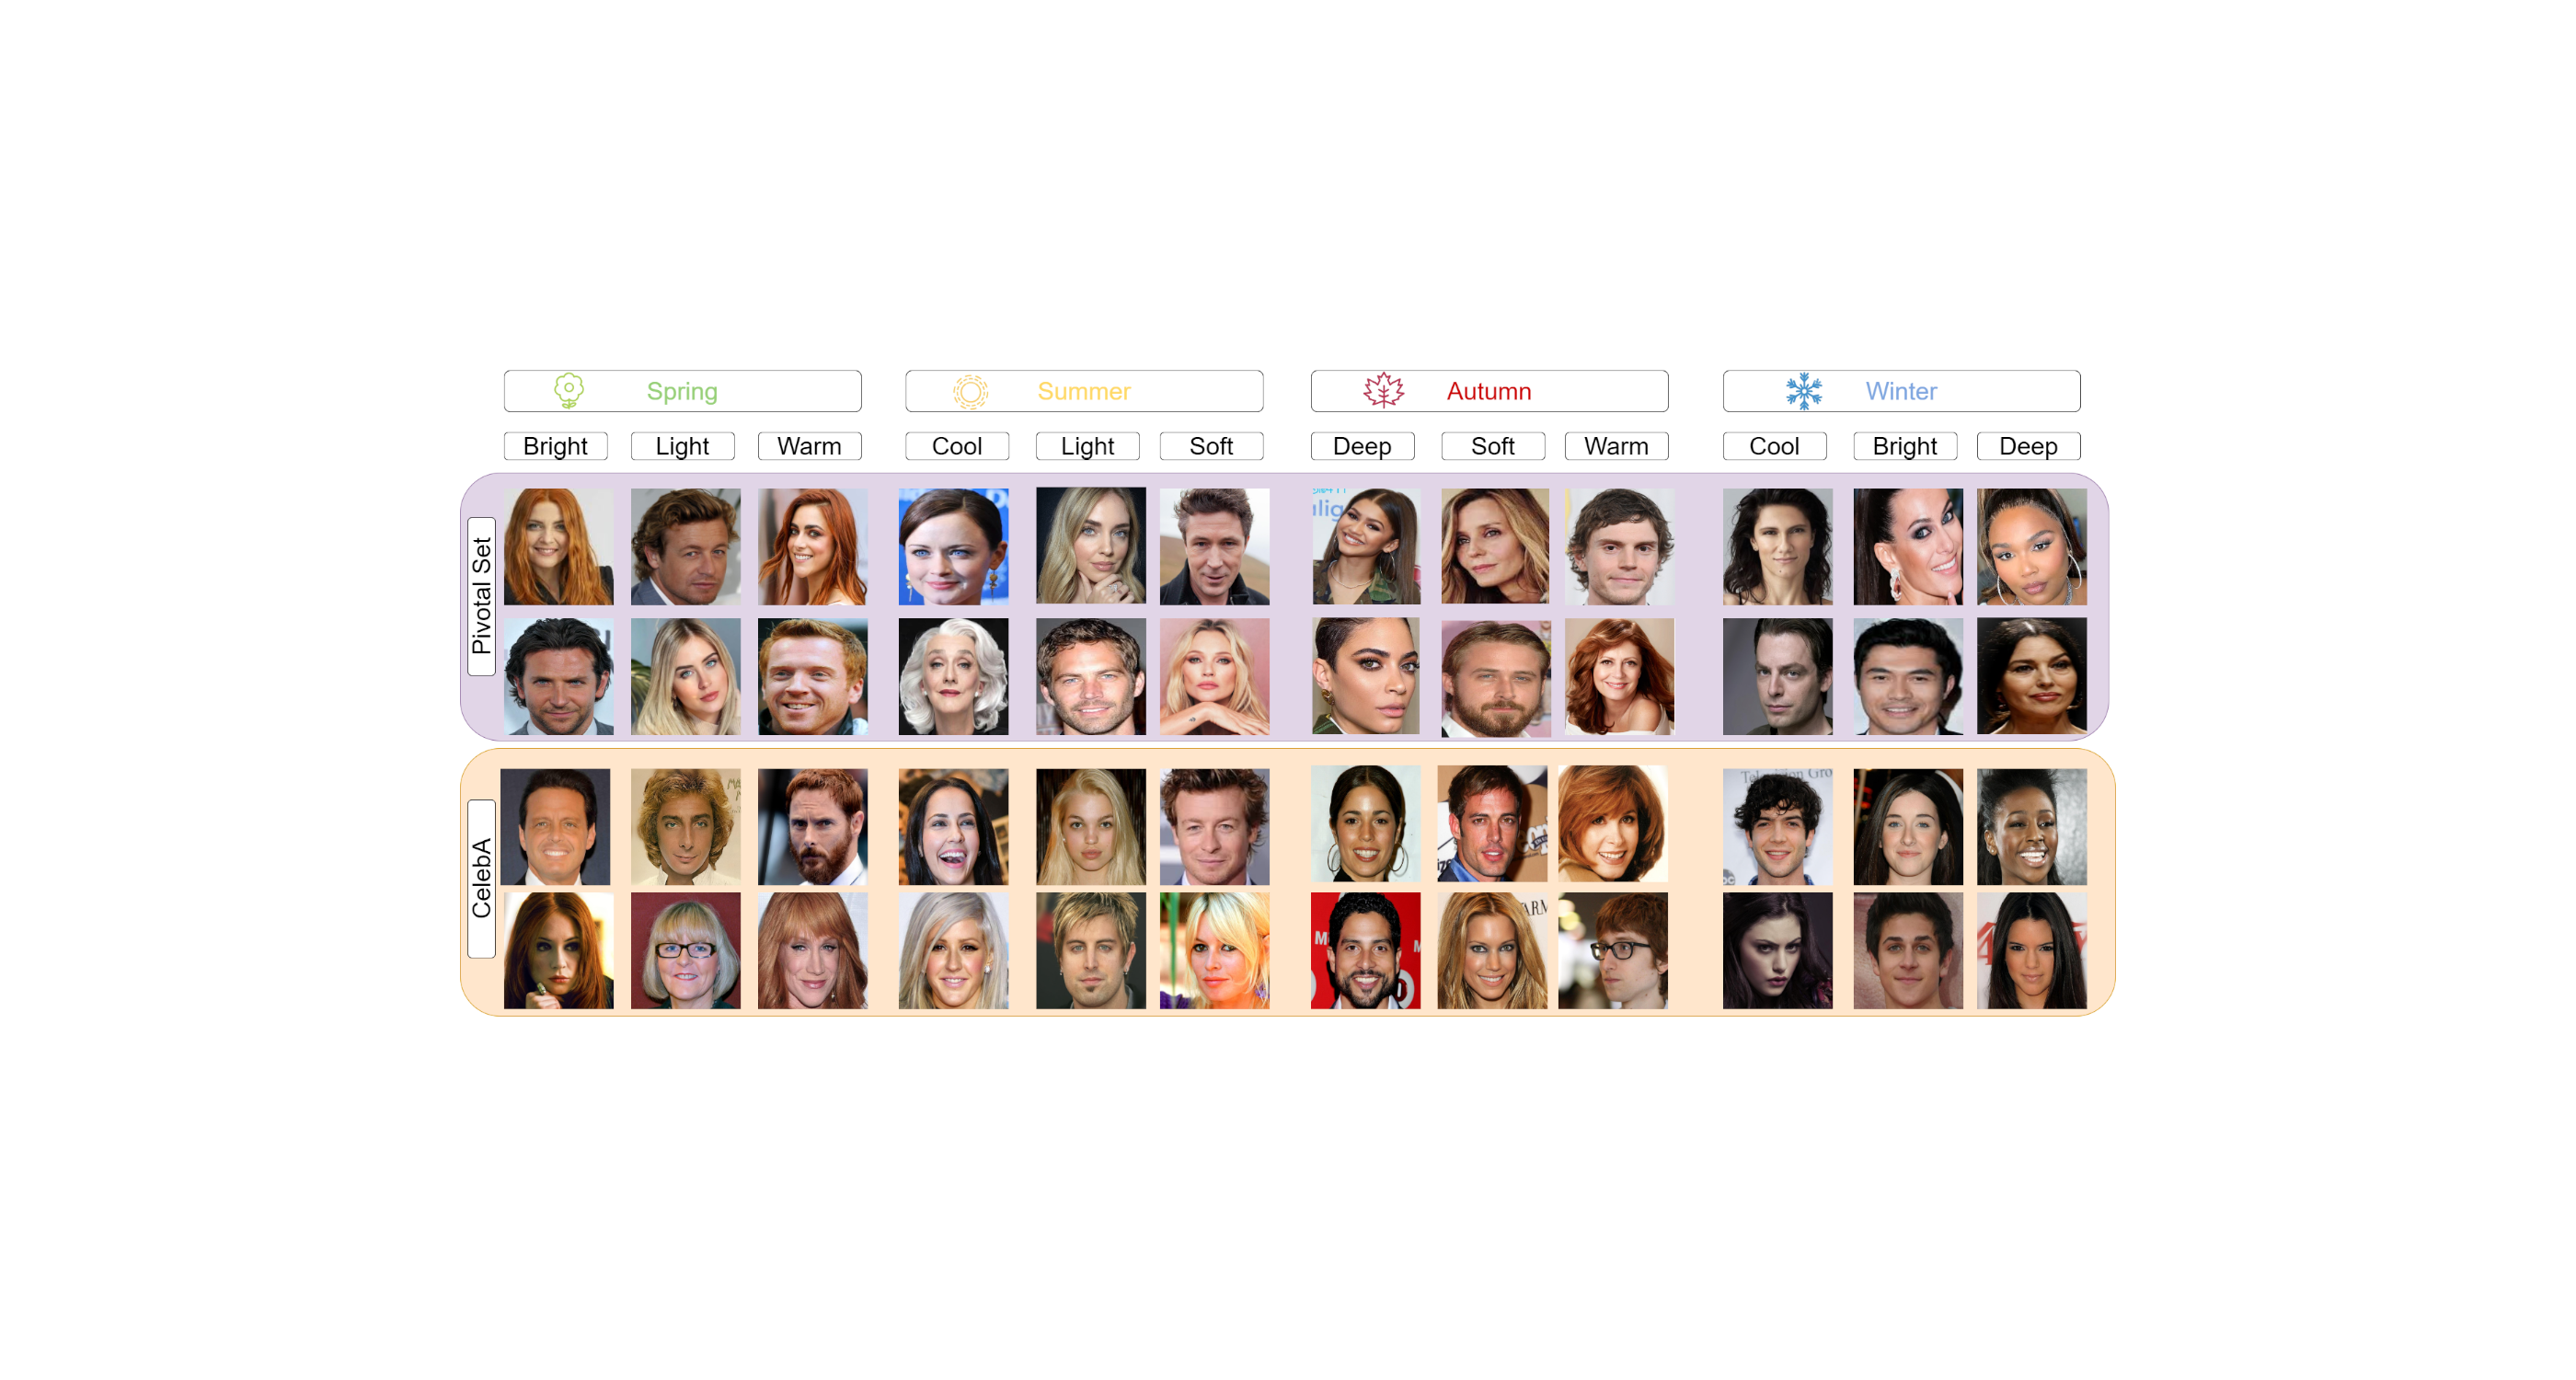 Spring
Summer
Autumn
Winter
Bright
Light
Warm
Cool
Light
Soft
Deep
Soft
Warm
Cool
Bright
Deep
Pivotal Set
CelebA